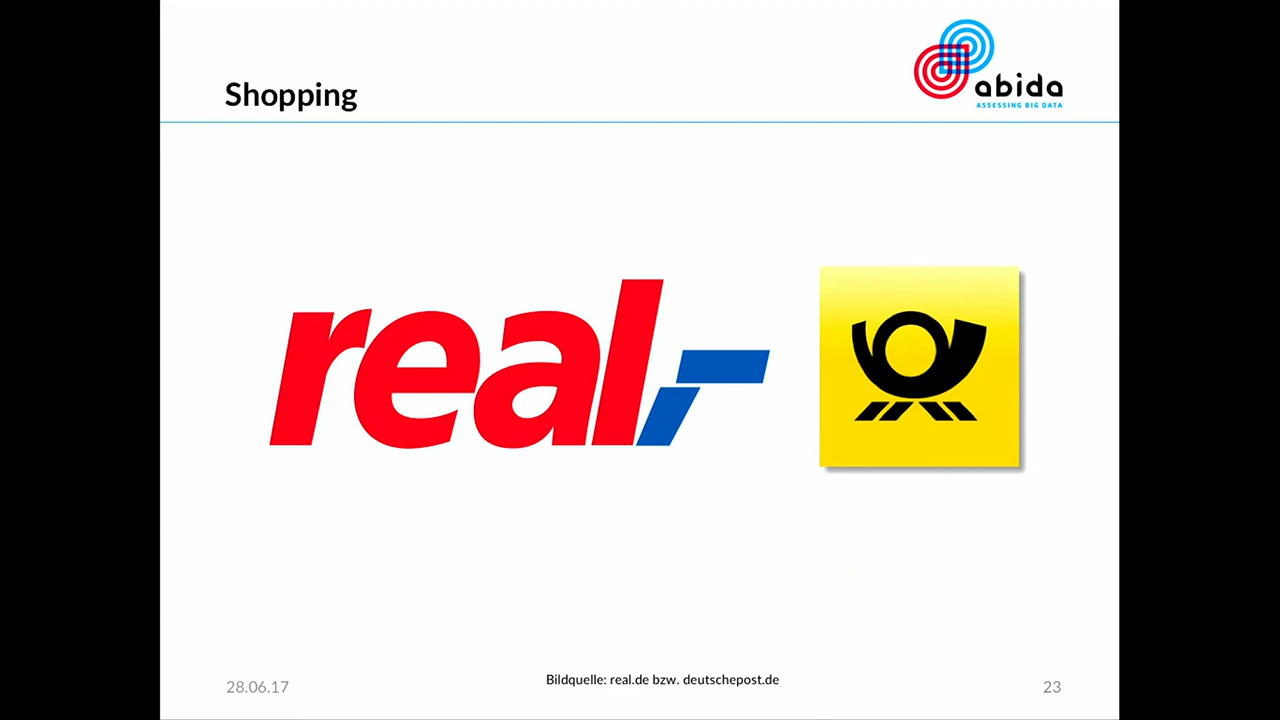 Shopping
abida
ASSESSING BIG DATA
real,-
Bildquelle: real.de bzw. deutschepost.de
28.06.17
23